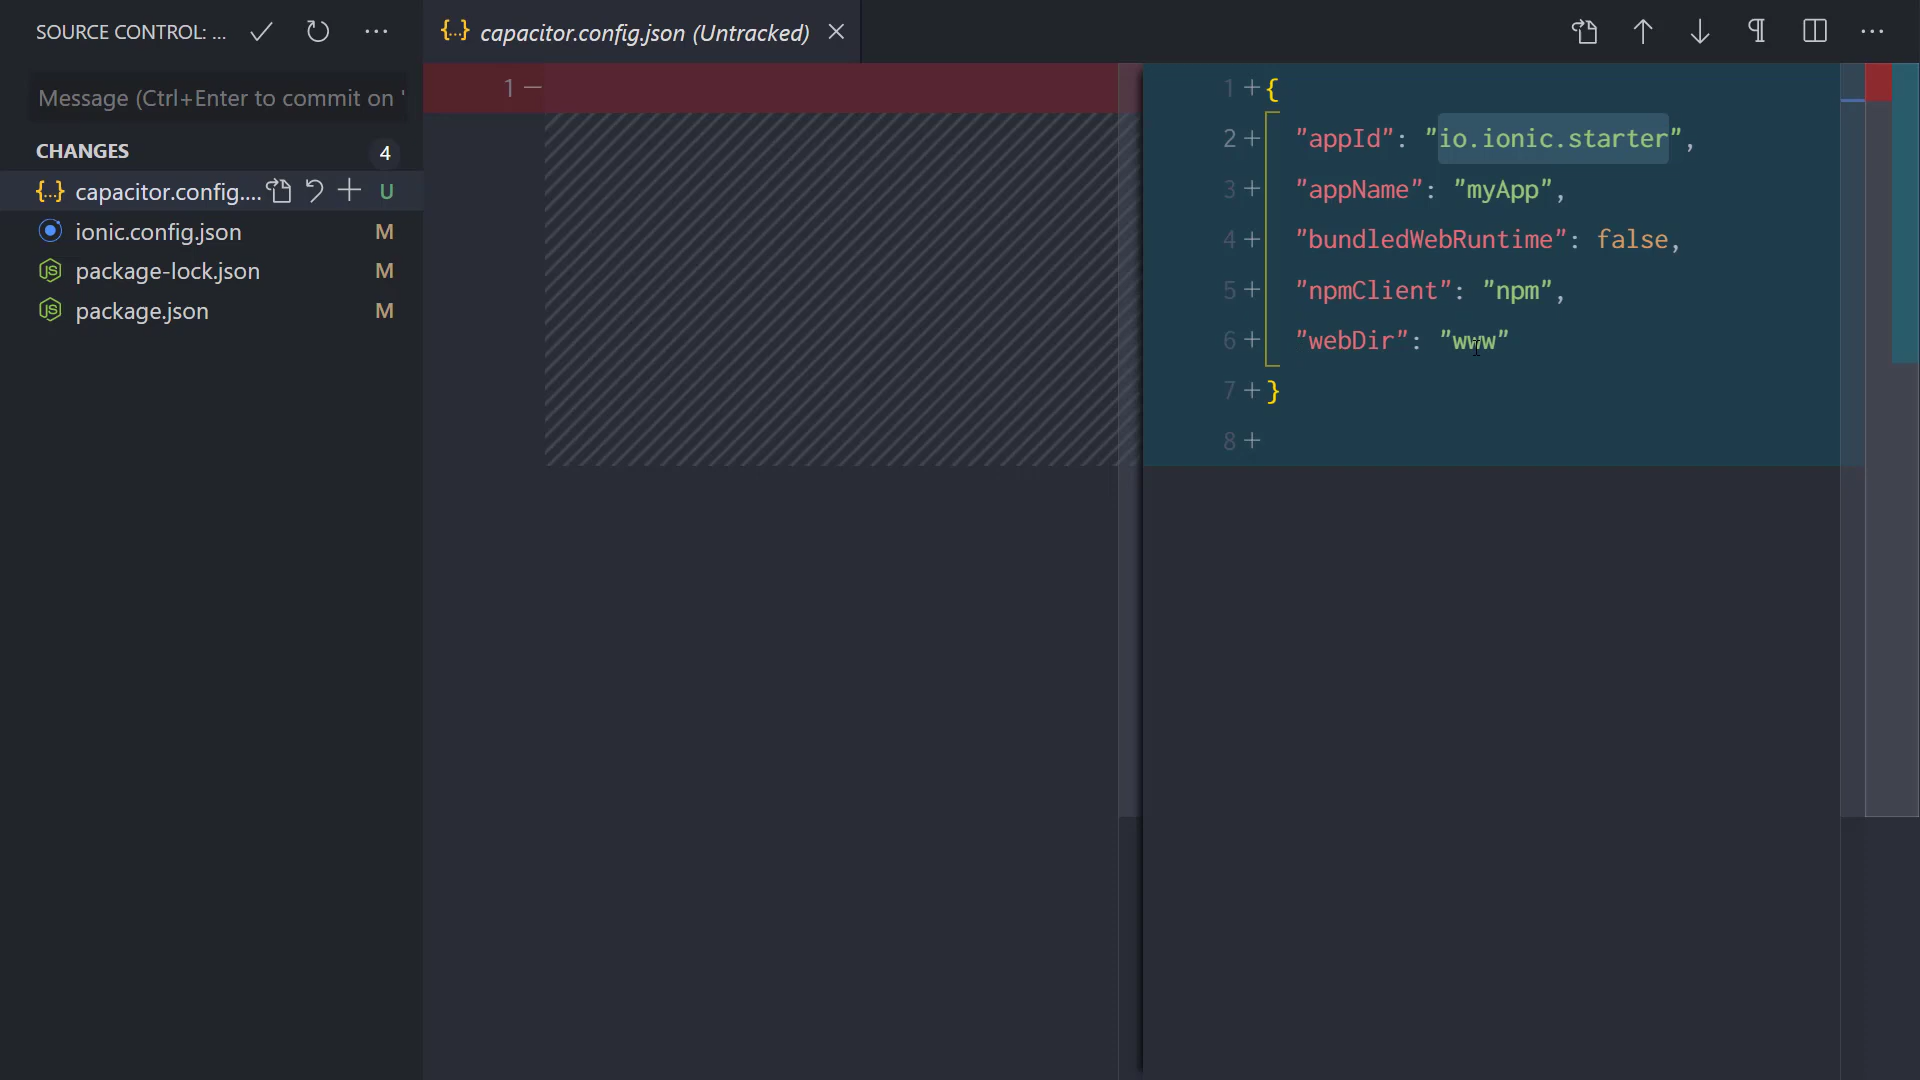 SOURCE CONTROL: ...
Message (Ctrl+Enter to commit on '
CHANGES
4
capacitor.config....
U
ionic.config.json
M
package-lock.json
M
package.json
M
{..} capacitor.config.json (Untracked)
1 —
1 + {
2 + "appId": "io.ionic.starter",
3 + "appName": "myApp",
4 + "bundledWebRuntime": false,
5 + "npmClient": "npm",
6 + "webDir": "www"
7 + }
8 +